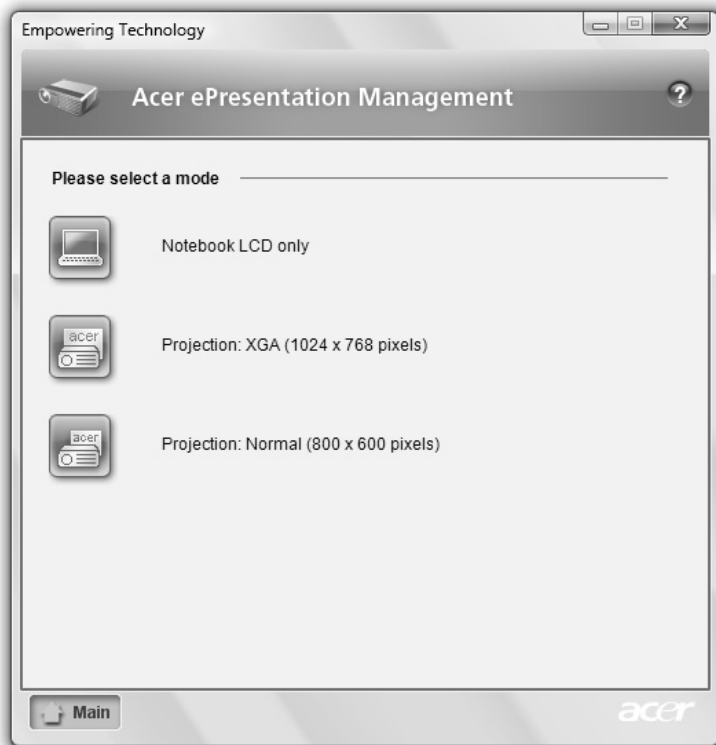 Empowering Technology
Acer ePresentation Management
?
Please select a mode
Notebook LCD only
acer
Projection: XGA (1024 x 768 pixels)
acer
Projection: Normal (800 x 600 pixels)
Main
acer